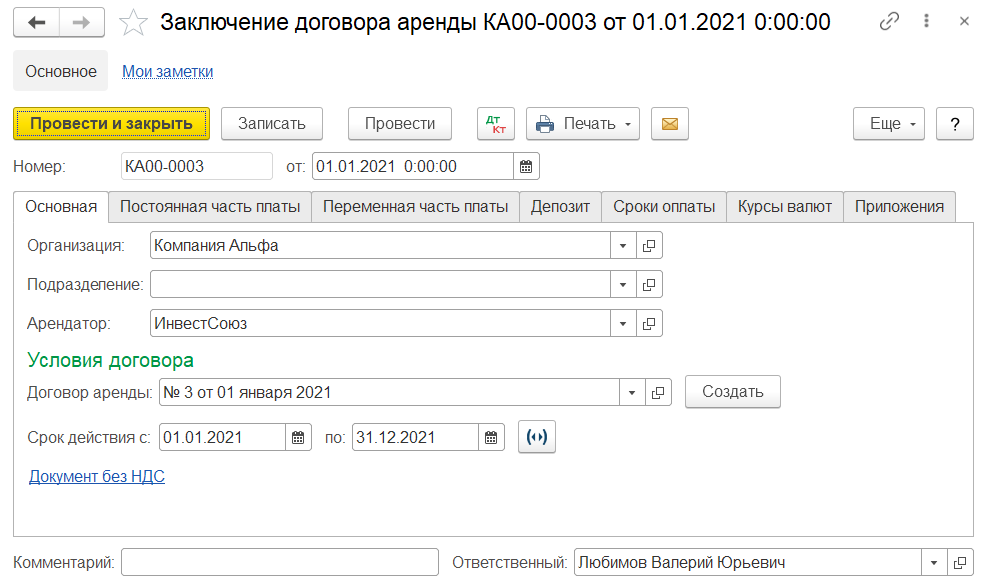 Заключение договора аренды КА00-0003 от 01.01.2021 0:00:00
Основное Мои заметки
Провести и закрыть Записать Провести Дт Кт Печать Еще ?
Номер: КА00-0003 от: 01.01.2021 0:00:00
Основная Постоянная часть платы Переменная часть платы Депозит Сроки оплаты Курсы валют Приложения
Организация: Компания Альфа
Подразделение:
Арендатор: ИнвестСоюз
Условия договора
Договор аренды: № 3 от 01 января 2021 Создать
Срок действия с: 01.01.2021 по: 31.12.2021
Документ без НДС
Комментарий: Ответственный: Любимов Валерий Юрьевич